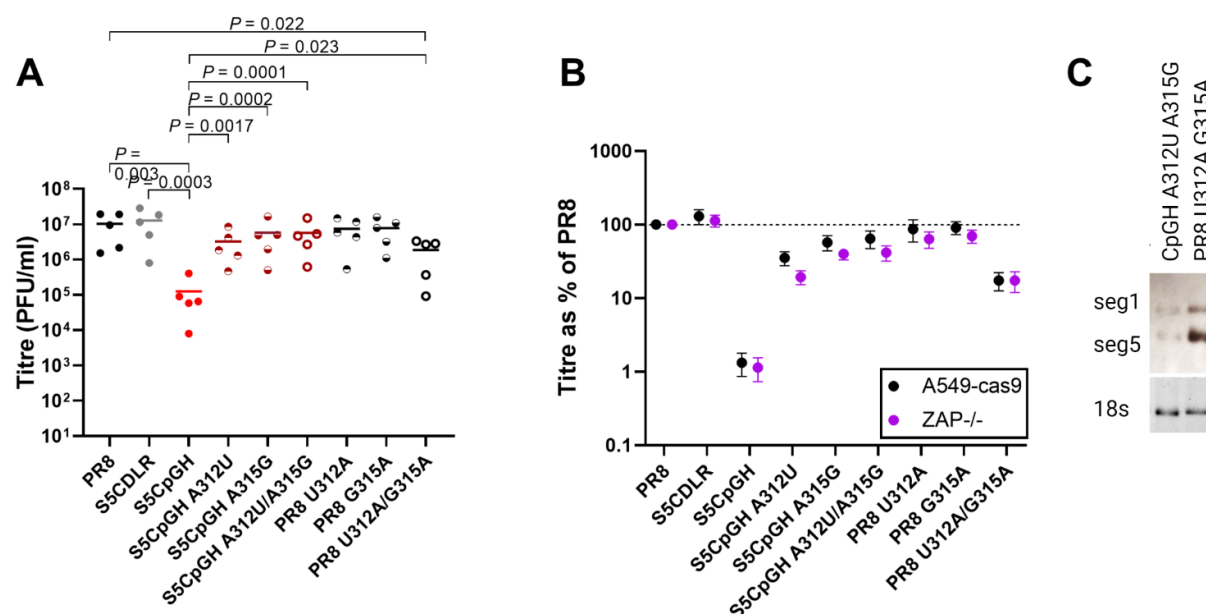 P = 0.022
P = 0.023
A
P = 0.0001
P = 0.0002
P = 0.0017
P =
0.003
P = 0.0003
Titre (PFU/ml)
10⁸
10⁷
10⁶
10⁵
10⁴
10³
10²
10¹
PR8
S5CDLR
S5CpGH
S5CpGH A312U
S5CpGH A315G
S5CpGH A312U/A315G
PR8 U312A
PR8 G315A
PR8 U312A/G315A
B
Titre as % of PR8
1000
100
10
1
0.1
A549-cas9
ZAP-/-
PR8
S5CDLR
S5CpGH
S5CpGH A312U
S5CpGH A315G
S5CpGH A312U/A315G
PR8 U312A
PR8 G315A
PR8 U312A/G315A
C
CpGH A312U A315G
PR8 U312A G315A
seg1
seg5
18s